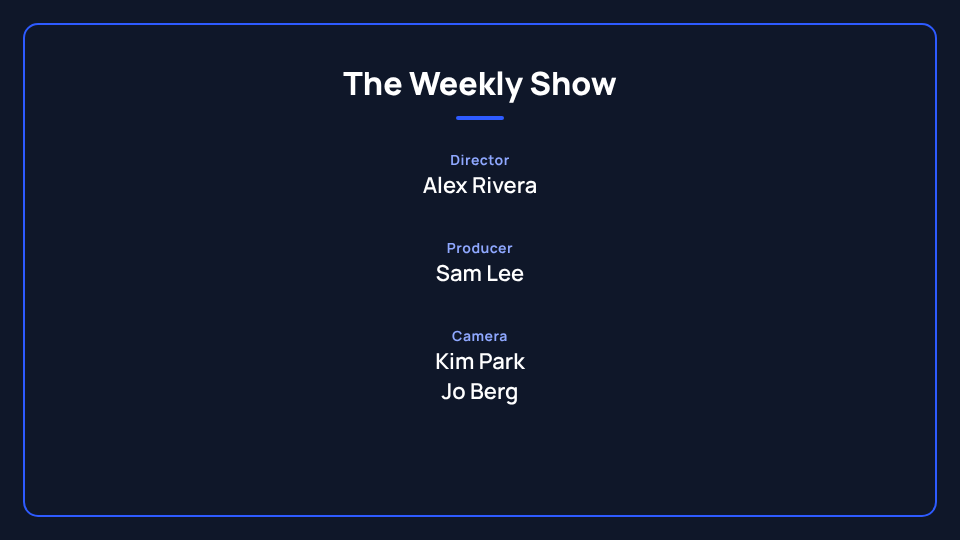 The Weekly Show
Director
Alex Rivera
Producer
Sam Lee
Camera
Kim Park
Jo Berg